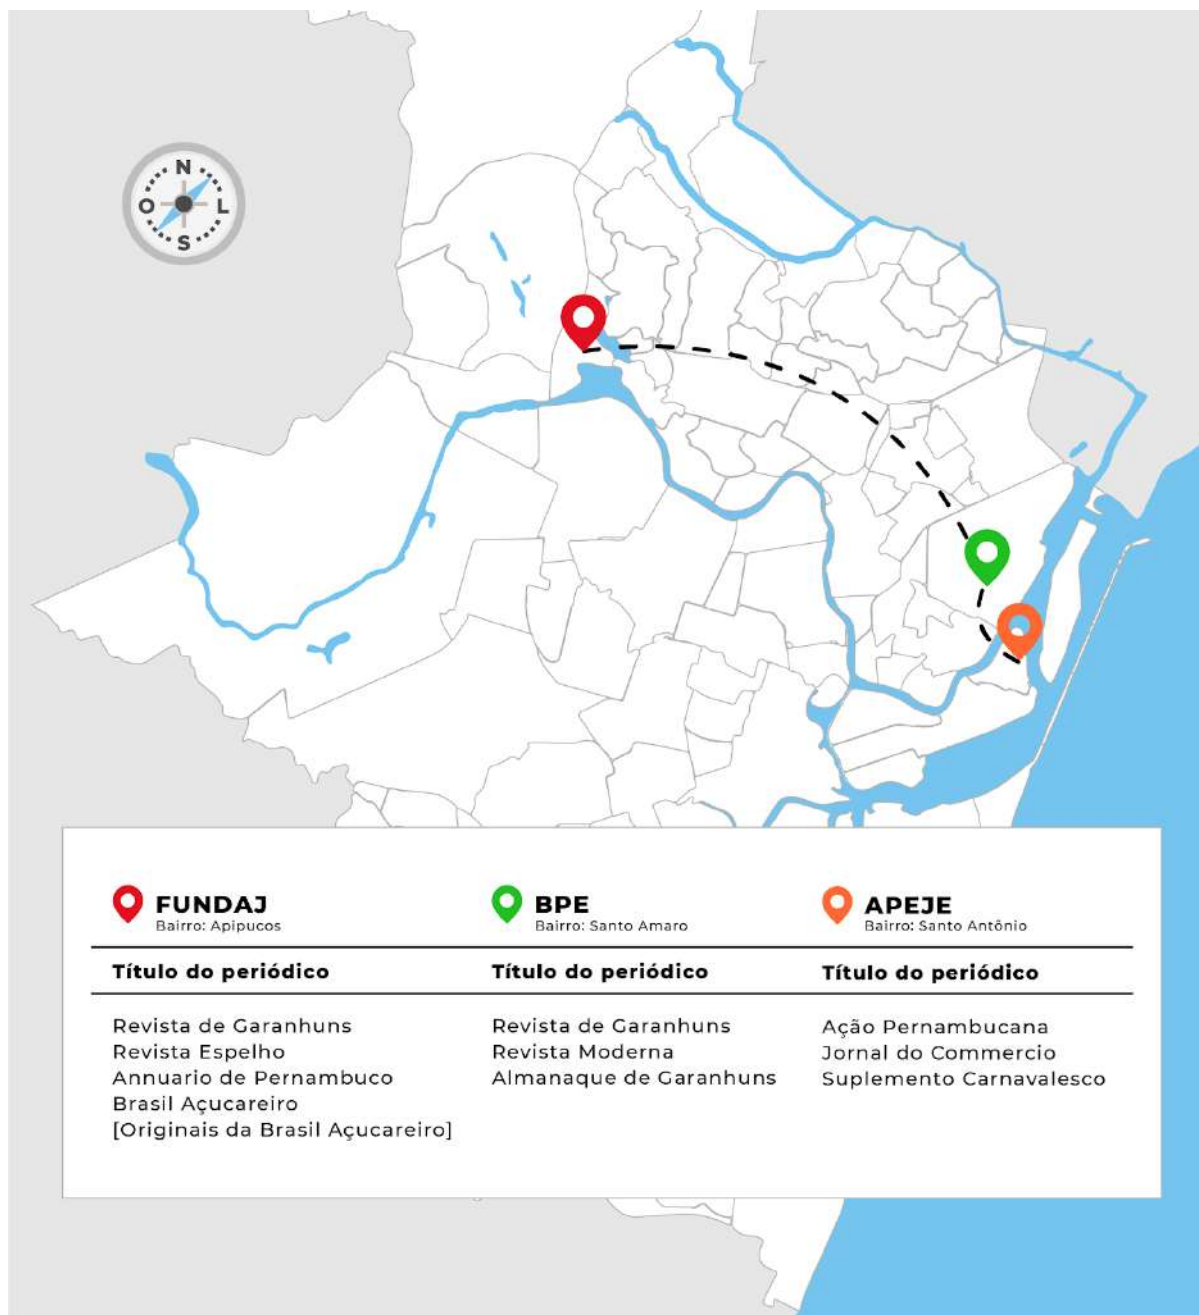 N
O L
S
FUNDAJ
Bairro: Apipucos
BPE
Bairro: Santo Amaro
APEJE
Bairro: Santo Antônio
Título do periódico
Revista de Garanhuns
Revista Espelho
Annuario de Pernambuco
Brasil Açucareiro
[Originais da Brasil Açucareiro]
Título do periódico
Revista de Garanhuns
Revista Moderna
Almanaque de Garanhuns
Título do periódico
Ação Pernambucana
Jornal do Commercio
Suplemento Carnavalesco